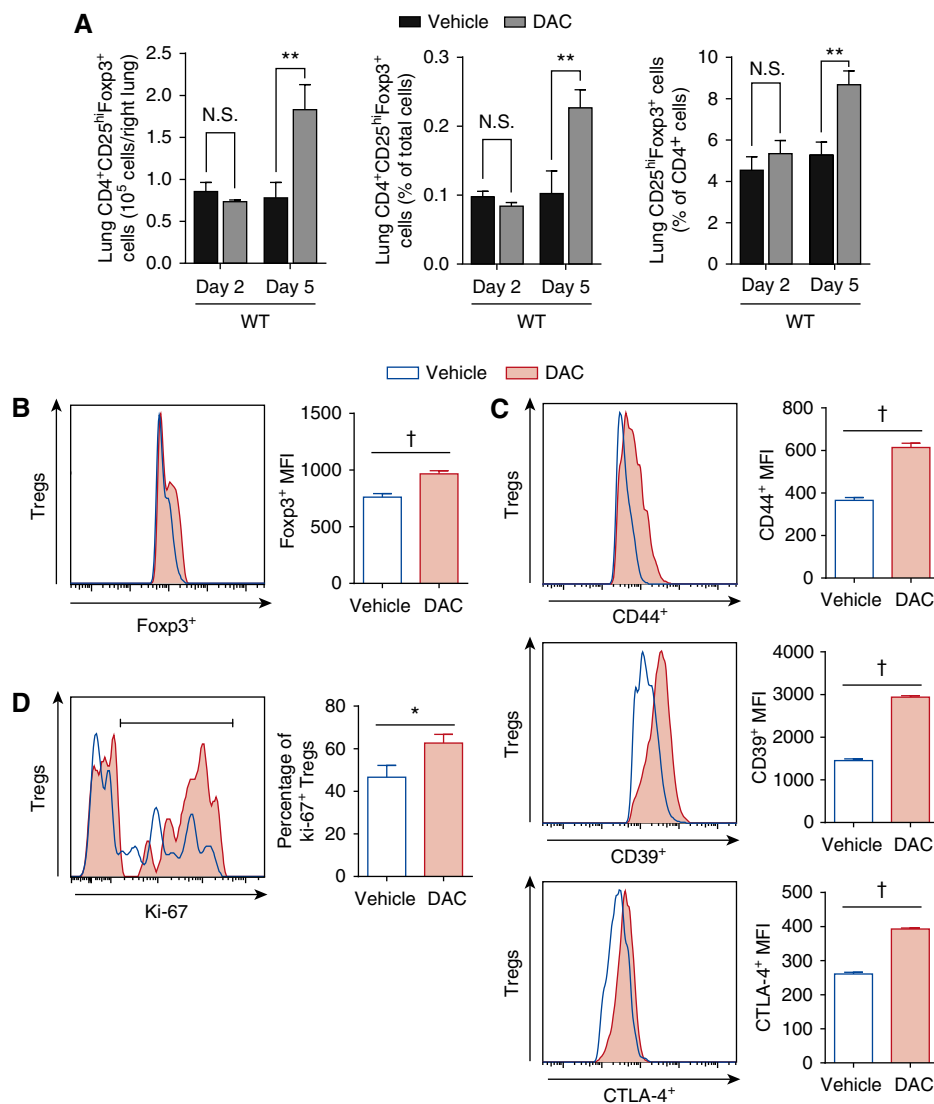 A
Vehicle DAC
Lung CD4⁺CD25ʰⁱFoxp3⁺
cells (10⁵ cells/right lung)
2.5
2.0
1.5
1.0
0.5
0.0
N.S.
**
Day 2 Day 5
WT
Lung CD4⁺CD25ʰⁱFoxp3⁺
cells (% of total cells)
0.3
0.2
0.1
0.0
N.S.
**
Day 2 Day 5
WT
Lung CD25ʰⁱFoxp3⁺ cells
(% of CD4⁺ cells)
10
8
6
4
2
0
N.S.
**
Day 2 Day 5
WT
Vehicle DAC
B
Tregs
Foxp3⁺
Foxp3⁺ MFI
1500
1000
500
0
†
Vehicle DAC
C
Tregs
CD44⁺
CD44⁺ MFI
800
600
400
200
0
†
Vehicle DAC
Tregs
CD39⁺
CD39⁺ MFI
4000
3000
2000
1000
0
†
Vehicle DAC
Tregs
CTLA-4⁺
CTLA-4⁺ MFI
500
400
300
200
100
0
†
Vehicle DAC
D
Tregs
Ki-67
Percentage of
ki-67⁺ Tregs
80
60
40
20
0
*
Vehicle DAC